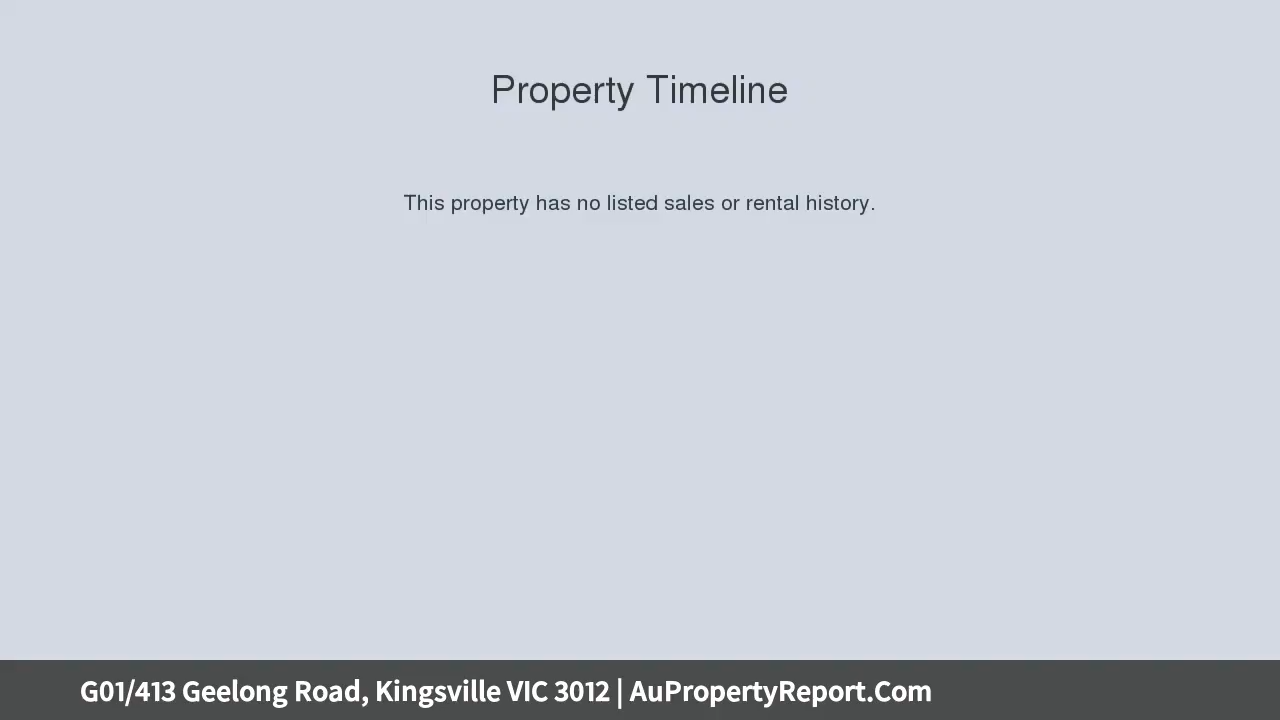 Property Timeline
This property has no listed sales or rental history.
G01/413 Geelong Road, Kingsville VIC 3012 | AuPropertyReport.Com